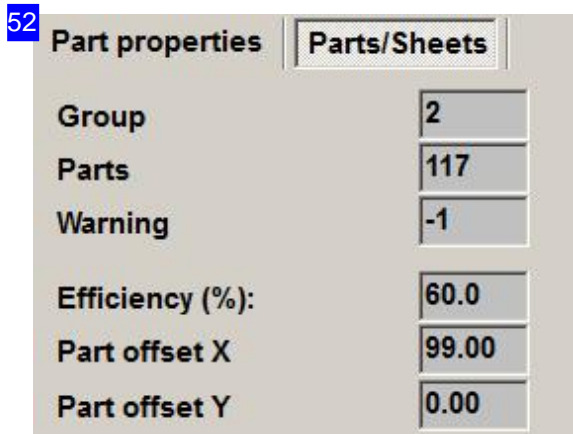 52
Part properties Parts/Sheets
Group 2
Parts 117
Warning -1
Efficiency (%): 60.0
Part offset X 99.00
Part offset Y 0.00